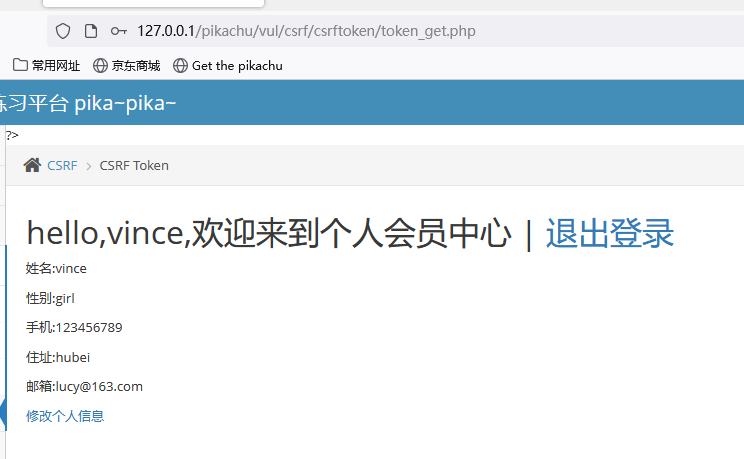 127.0.0.1/pikachu/vul/csrf/csrftoken/token_get.php
常用网址 京东商城 Get the pikachu
练习平台 pika~pika~
?>
CSRF > CSRF Token
hello,vince,欢迎来到个人会员中心 | 退出登录
姓名:vince
性别:girl
手机:123456789
住址:hubei
邮箱:lucy@163.com
修改个人信息